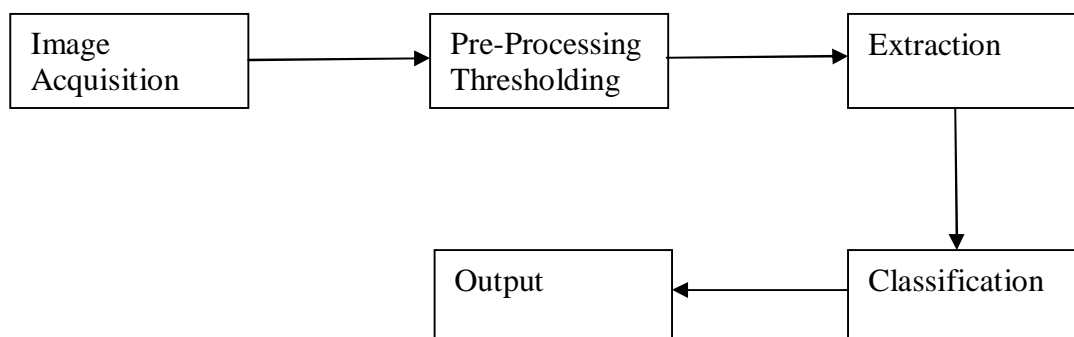 Image
Acquisition
Pre-Processing
Thresholding
Extraction
Classification
Output